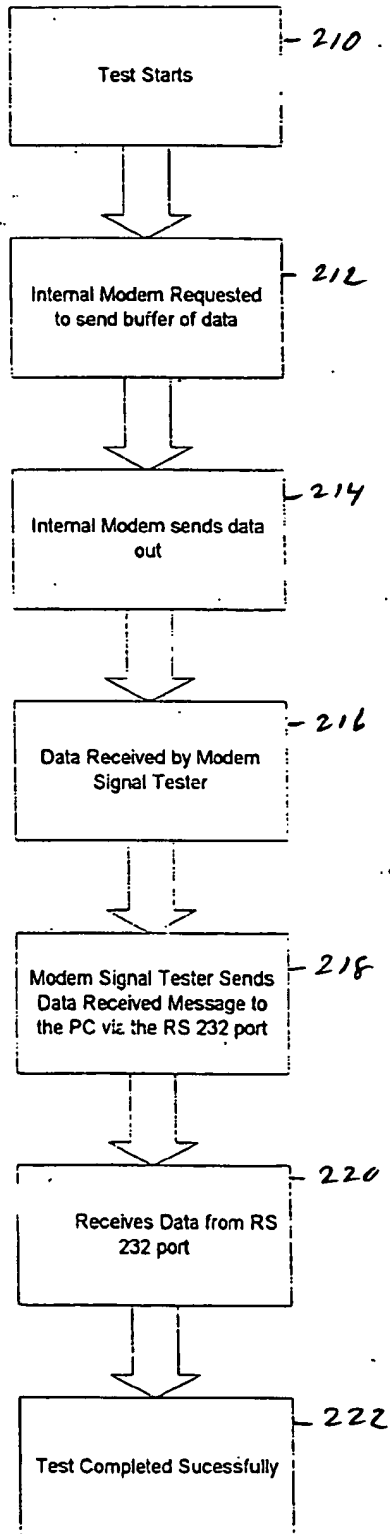 Test Starts
210
Internal Modem Requested
to send buffer of data
212
Internal Modem sends data
out
214
Data Received by Modem
Signal Tester
216
Modem Signal Tester Sends
Data Received Message to
the PC via the RS 232 port
218
Receives Data from RS
232 port
220
Test Completed Sucessfully
222